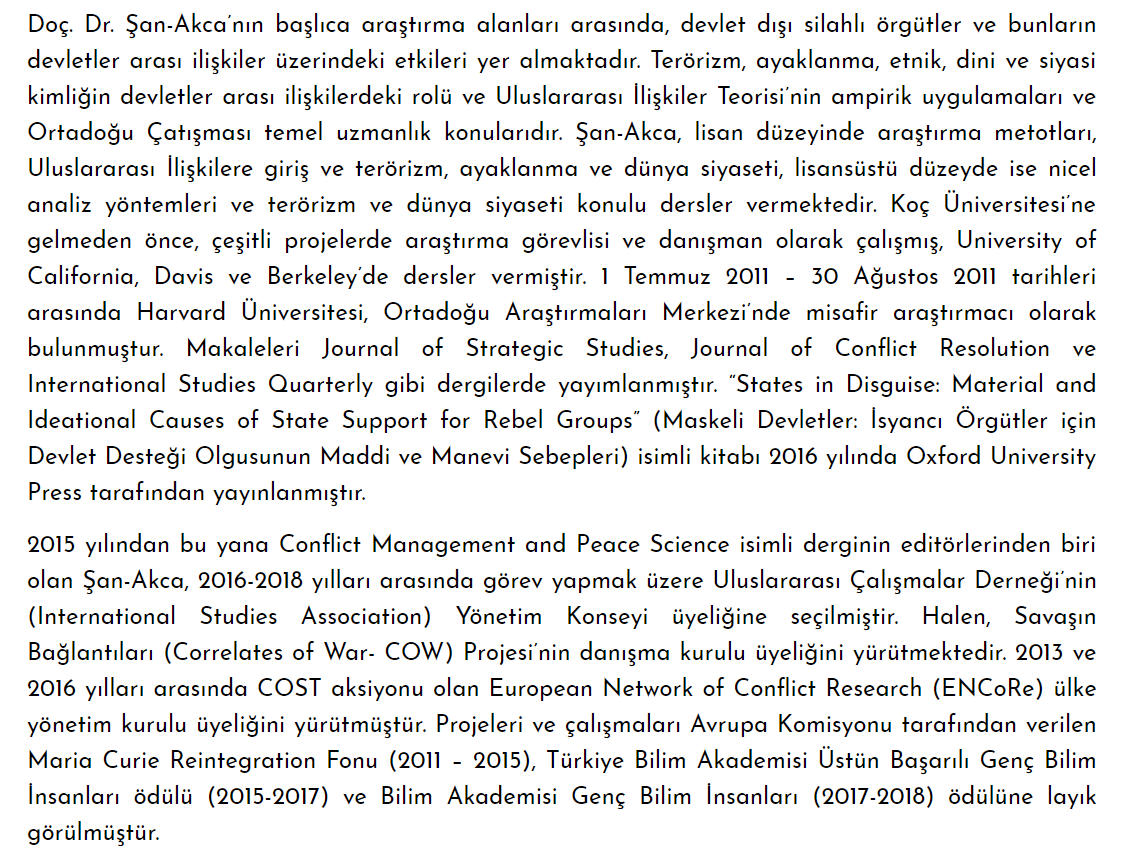 Doç. Dr. Şan-Akca’nın başlıca araştırma alanları arasında, devlet dışı silahlı örgütler ve bunların
devletler arası ilişkiler üzerindeki etkileri yer almaktadır. Terörizm, ayaklanma, etnik, dini ve siyasi
kimliğin devletler arası ilişkilerdeki rolü ve Uluslararası İlişkiler Teorisi’nin ampirik uygulamaları ve
Ortadoğu Çatışması temel uzmanlık konularıdır. Şan-Akca, lisan düzeyinde araştırma metotları,
Uluslararası İlişkilere giriş ve terörizm, ayaklanma ve dünya siyaseti, lisansüstü düzeyde ise nicel
analiz yöntemleri ve terörizm ve dünya siyaseti konulu dersler vermektedir. Koç Üniversitesi’ne
gelmeden önce, çeşitli projelerde araştırma görevlisi ve danışman olarak çalışmış, University of
California, Davis ve Berkeley’de dersler vermiştir. 1 Temmuz 2011 – 30 Ağustos 2011 tarihleri
arasında Harvard Üniversitesi, Ortadoğu Araştırmaları Merkezi’nde misafir araştırmacı olarak
bulunmuştur. Makaleleri Journal of Strategic Studies, Journal of Conflict Resolution ve
International Studies Quarterly gibi dergilerde yayımlanmıştır. “States in Disguise: Material and
Ideational Causes of State Support for Rebel Groups” (Maskeli Devletler: İsyancı Örgütler için
Devlet Desteği Olgusunun Maddi ve Manevi Sebepleri) isimli kitabı 2016 yılında Oxford University
Press tarafından yayınlanmıştır.
2015 yılından bu yana Conflict Management and Peace Science isimli derginin editörlerinden biri
olan Şan-Akca, 2016-2018 yılları arasında görev yapmak üzere Uluslararası Çalışmalar Derneği’nin
(International Studies Association) Yönetim Konseyi üyeliğine seçilmiştir. Halen, Savaşın
Bağlantıları (Correlates of War- COW) Projesi’nin danışma kurulu üyeliğini yürütmektedir. 2013 ve
2016 yılları arasında COST aksiyonu olan European Network of Conflict Research (ENCoRe) ülke
yönetim kurulu üyeliğini yürütmüştür. Projeleri ve çalışmaları Avrupa Komisyonu tarafından verilen
Maria Curie Reintegration Fonu (2011 – 2015), Türkiye Bilim Akademisi Üstün Başarılı Genç Bilim
İnsanları ödülü (2015-2017) ve Bilim Akademisi Genç Bilim İnsanları (2017-2018) ödülüne layık
görülmüştür.